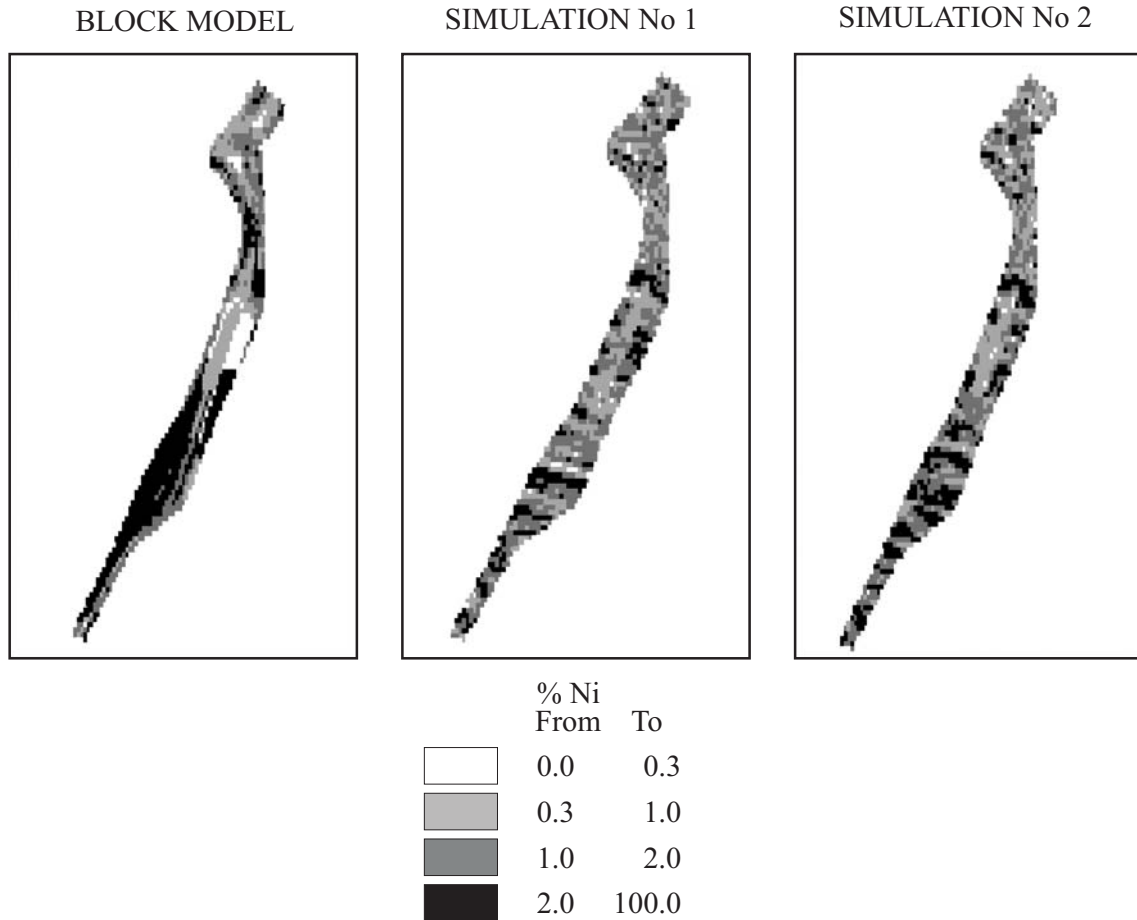 BLOCK MODEL
SIMULATION No 1
SIMULATION No 2
% Ni
From To
0.0 0.3
0.3 1.0
1.0 2.0
2.0 100.0